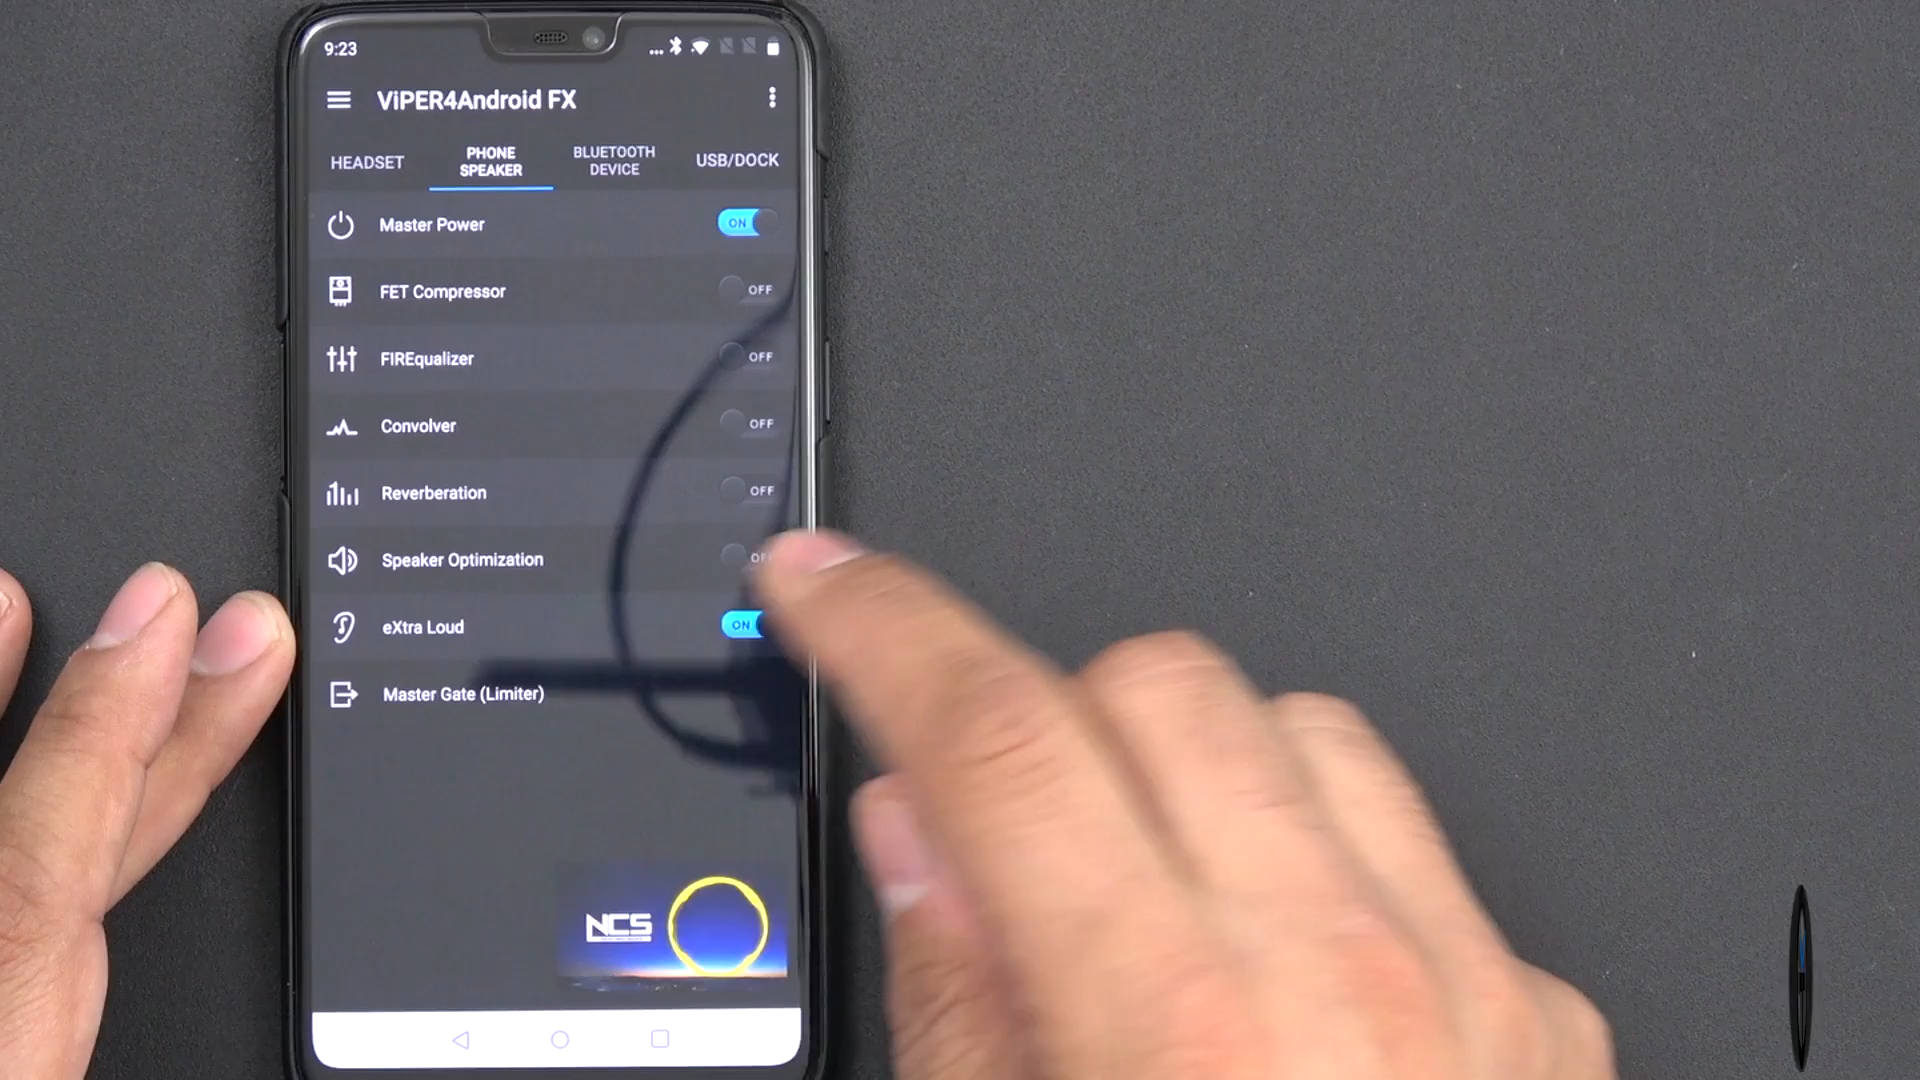 9:23
ViPER4Android FX
HEADSET
PHONE
SPEAKER
BLUETOOTH
DEVICE
USB/DOCK
Master Power
ON
FET Compressor
OFF
FIREqualizer
OFF
Convolver
OFF
Reverberation
OFF
Speaker Optimization
OFF
eXtra Loud
ON
Master Gate (Limiter)
NCS